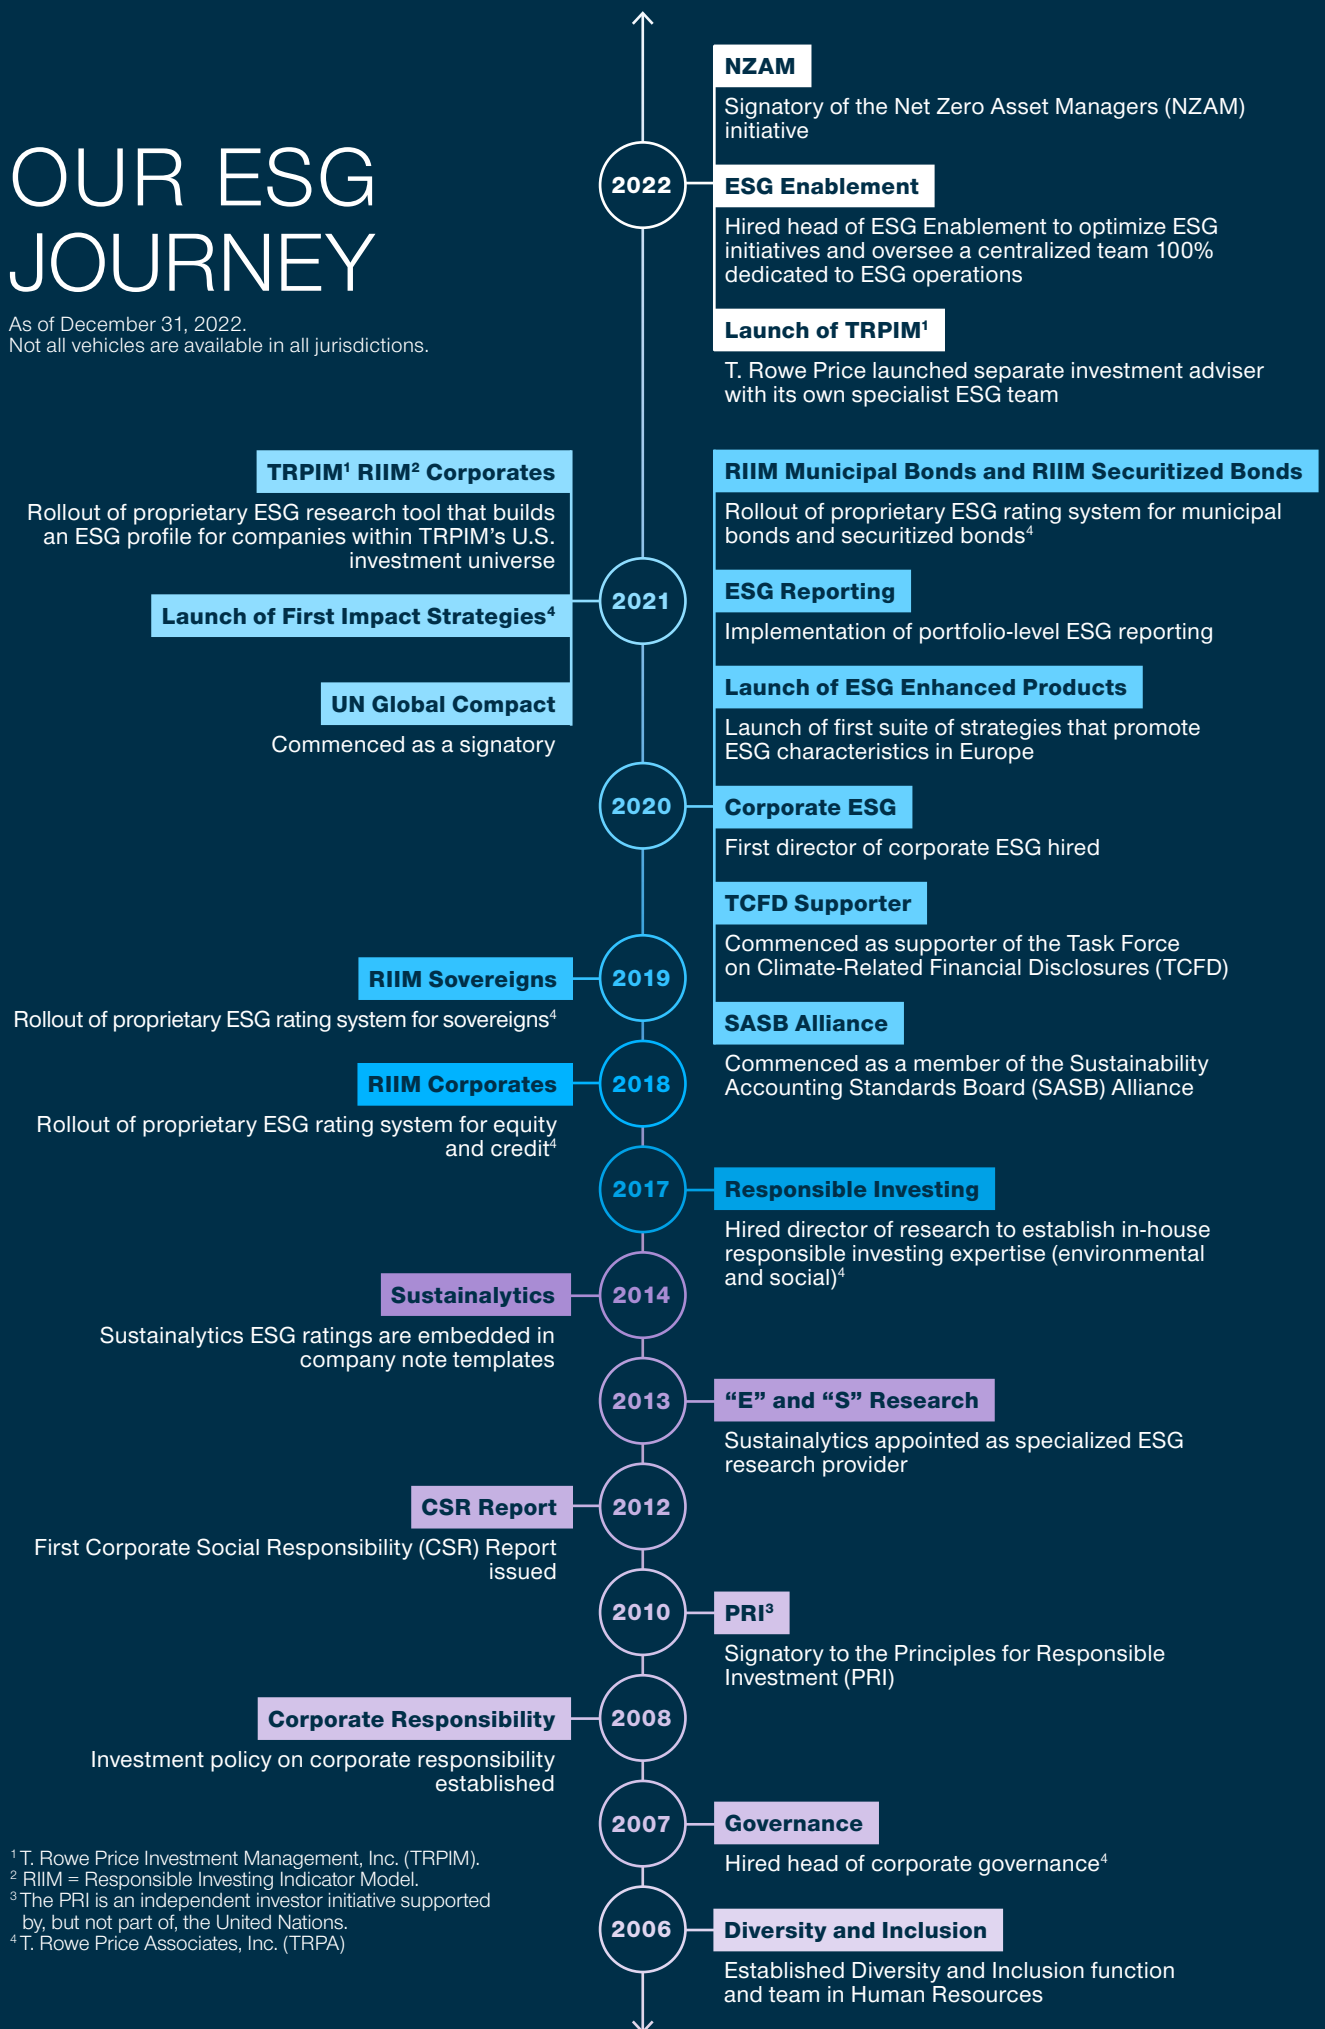 OUR ESG
JOURNEY
As of December 31, 2022.
Not all vehicles are available in all jurisdictions.
2022
NZAM
Signatory of the Net Zero Asset Managers (NZAM)
initiative
ESG Enablement
Hired head of ESG Enablement to optimize ESG
initiatives and oversee a centralized team 100%
dedicated to ESG operations
Launch of TRPIM¹
T. Rowe Price launched separate investment adviser
with its own specialist ESG team
2021
TRPIM¹ RIIM² Corporates
Rollout of proprietary ESG research tool that builds
an ESG profile for companies within TRPIM’s U.S.
investment universe
Launch of First Impact Strategies⁴
UN Global Compact
Commenced as a signatory
2020
RIIM Municipal Bonds and RIIM Securitized Bonds
Rollout of proprietary ESG rating system for municipal
bonds and securitized bonds⁴
ESG Reporting
Implementation of portfolio-level ESG reporting
Launch of ESG Enhanced Products
Launch of first suite of strategies that promote
ESG characteristics in Europe
Corporate ESG
First director of corporate ESG hired
TCFD Supporter
Commenced as supporter of the Task Force
on Climate-Related Financial Disclosures (TCFD)
SASB Alliance
Commenced as a member of the Sustainability
Accounting Standards Board (SASB) Alliance
2019
RIIM Sovereigns
Rollout of proprietary ESG rating system for sovereigns⁴
2018
RIIM Corporates
Rollout of proprietary ESG rating system for equity
and credit⁴
2017
Responsible Investing
Hired director of research to establish in-house
responsible investing expertise (environmental
and social)⁴
2014
Sustainalytics
Sustainalytics ESG ratings are embedded in
company note templates
2013
“E” and “S” Research
Sustainalytics appointed as specialized ESG
research provider
2012
CSR Report
First Corporate Social Responsibility (CSR) Report
issued
2010
PRI³
Signatory to the Principles for Responsible
Investment (PRI)
2008
Corporate Responsibility
Investment policy on corporate responsibility
established
2007
Governance
Hired head of corporate governance⁴
2006
Diversity and Inclusion
Established Diversity and Inclusion function
and team in Human Resources
¹ T. Rowe Price Investment Management, Inc. (TRPIM).
² RIIM = Responsible Investing Indicator Model.
³ The PRI is an independent investor initiative supported
by, but not part of, the United Nations.
⁴ T. Rowe Price Associates, Inc. (TRPA)